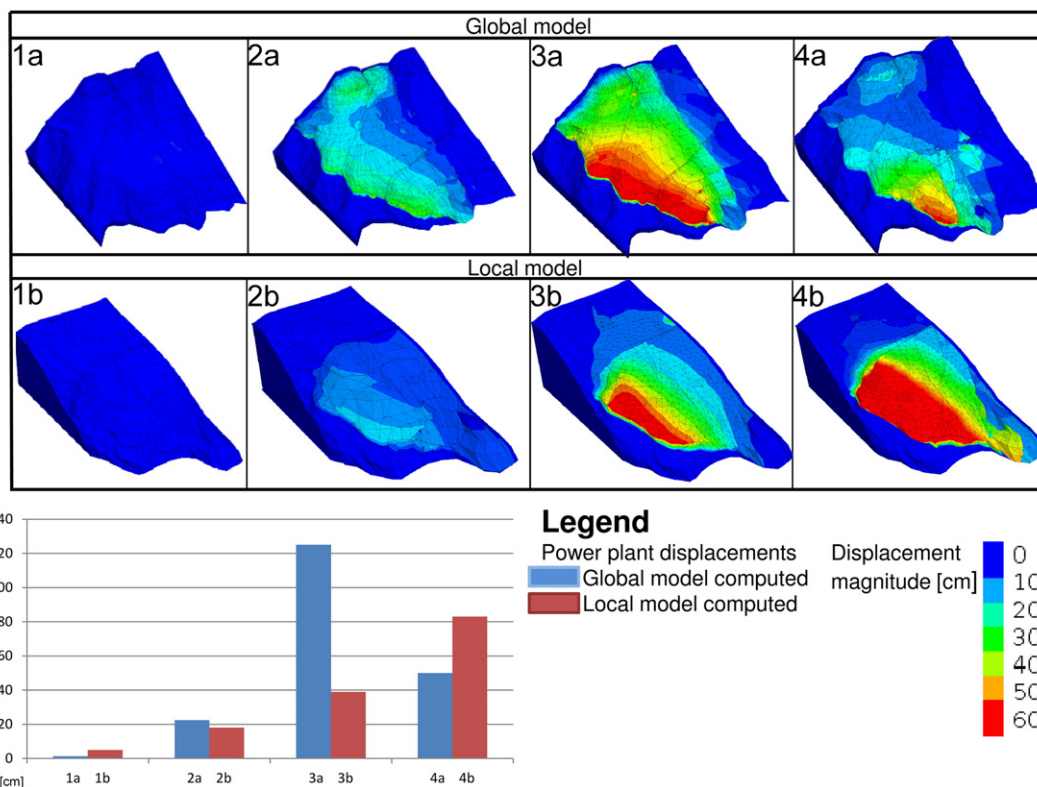 Global model
1a 2a 3a 4a
Local model
1b 2b 3b 4b
40
20
00
80
60
40
20
0
[cm]
1a 1b 2a 2b 3a 3b 4a 4b
Legend
Power plant displacements
Global model computed
Local model computed
Displacement
magnitude [cm]
0
10
20
30
40
50
60